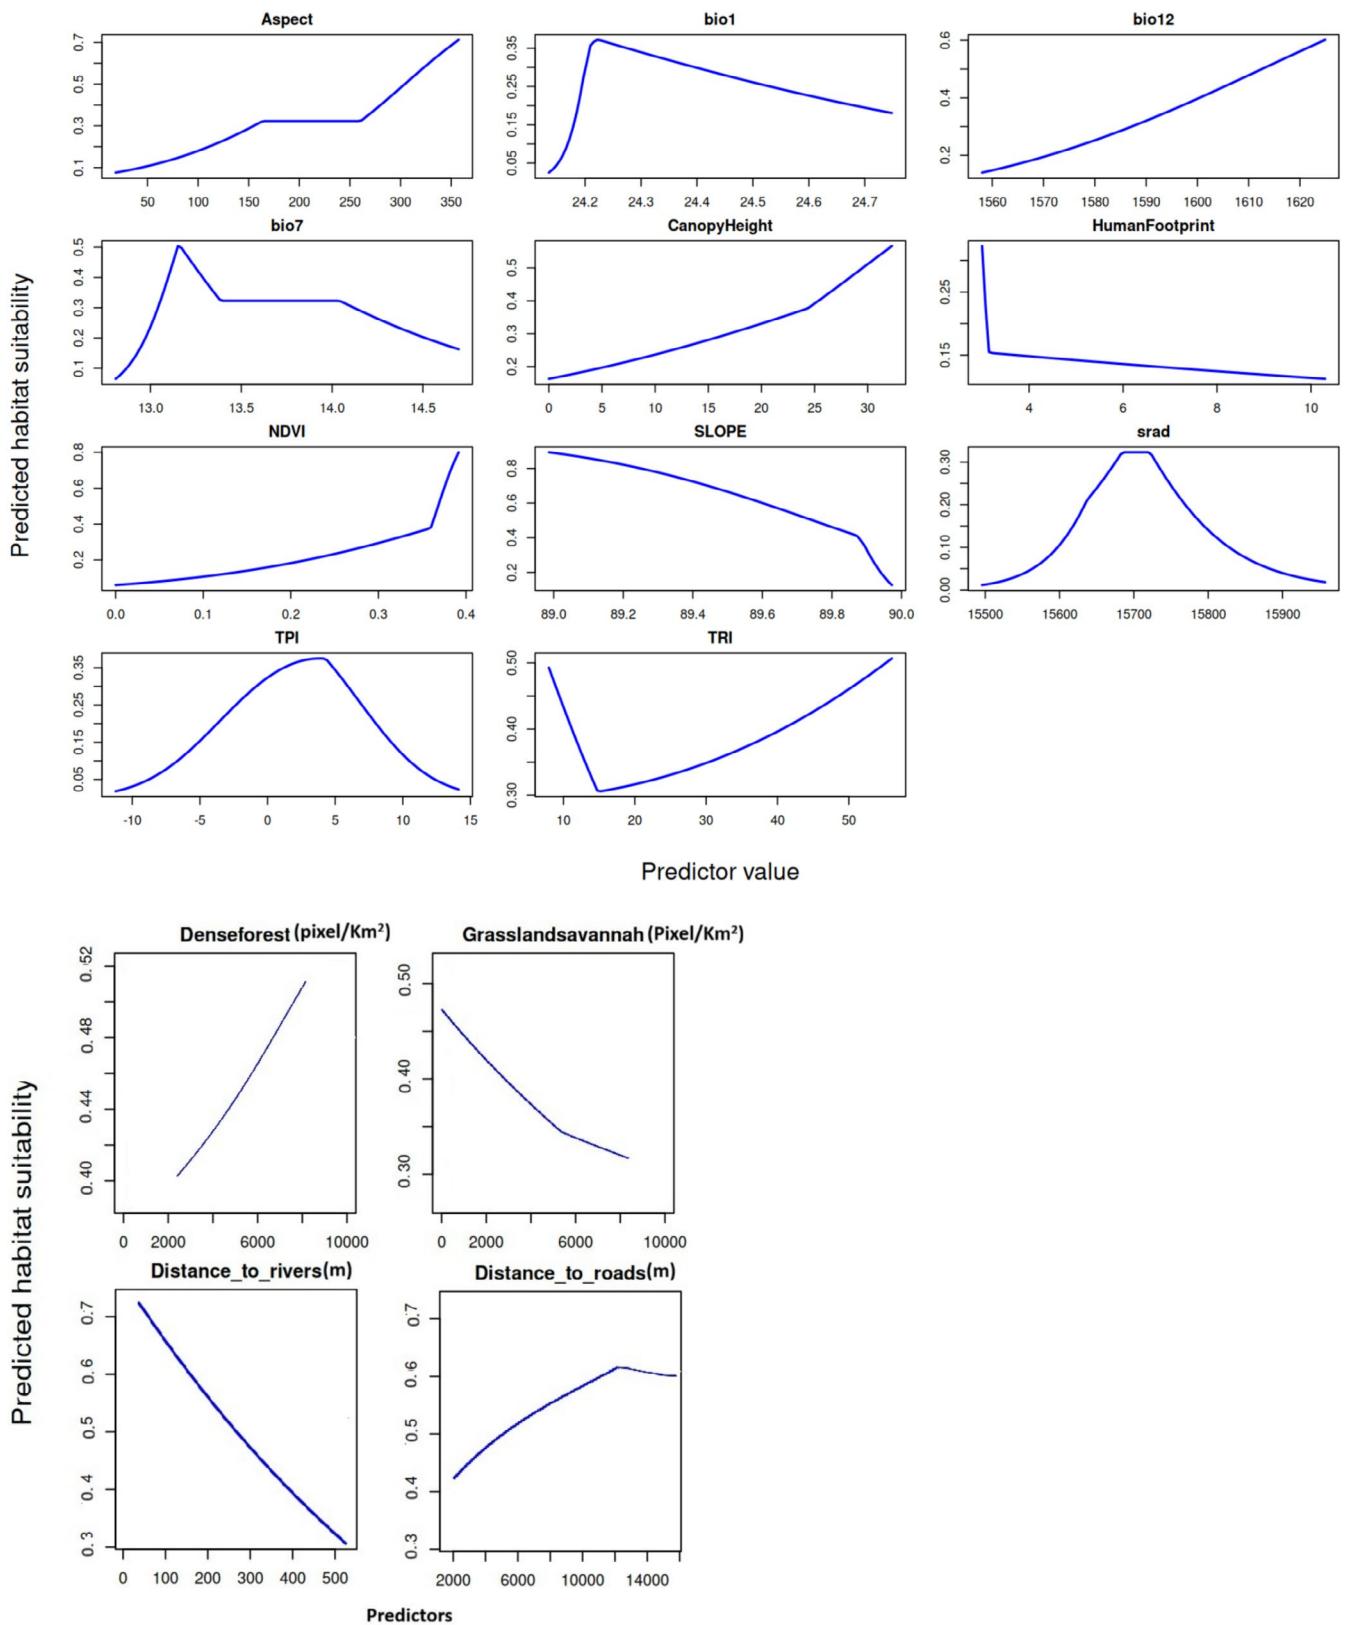 Aspect
bio1
bio12
0.1 0.3 0.5 0.7
50 100 150 200 250 300 350
0.05 0.15 0.25 0.35
24.2 24.3 24.4 24.5 24.6 24.7
0.2 0.4 0.6
1560 1570 1580 1590 1600 1610 1620
bio7
CanopyHeight
HumanFootprint
0.1 0.2 0.3 0.4 0.5
13.0 13.5 14.0 14.5
0.2 0.3 0.4 0.5
0 5 10 15 20 25 30
0.15 0.25
4 6 8 10
Predicted habitat suitability
NDVI
SLOPE
srad
0.2 0.4 0.6 0.8
0.0 0.1 0.2 0.3 0.4
0.2 0.4 0.6 0.8
89.0 89.2 89.4 89.6 89.8 90.0
0.00 0.10 0.20 0.30
15500 15600 15700 15800 15900
TPI
TRI
0.05 0.15 0.25 0.35
-10 -5 0 5 10 15
0.30 0.40 0.50
10 20 30 40 50
Predictor value
Denseforest (pixel/Km²)
Grasslandsavannah (Pixel/Km²)
0.40 0.44 0.48 0.52
0 2000 6000 10000
0.30 0.40 0.50
0 2000 6000 10000
Predicted habitat suitability
Distance_to_rivers(m)
Distance_to_roads(m)
0.3 0.4 0.5 0.6 0.7
0 100 200 300 400 500
0.3 0.4 0.5 0.6 0.7
2000 6000 10000 14000
Predictors